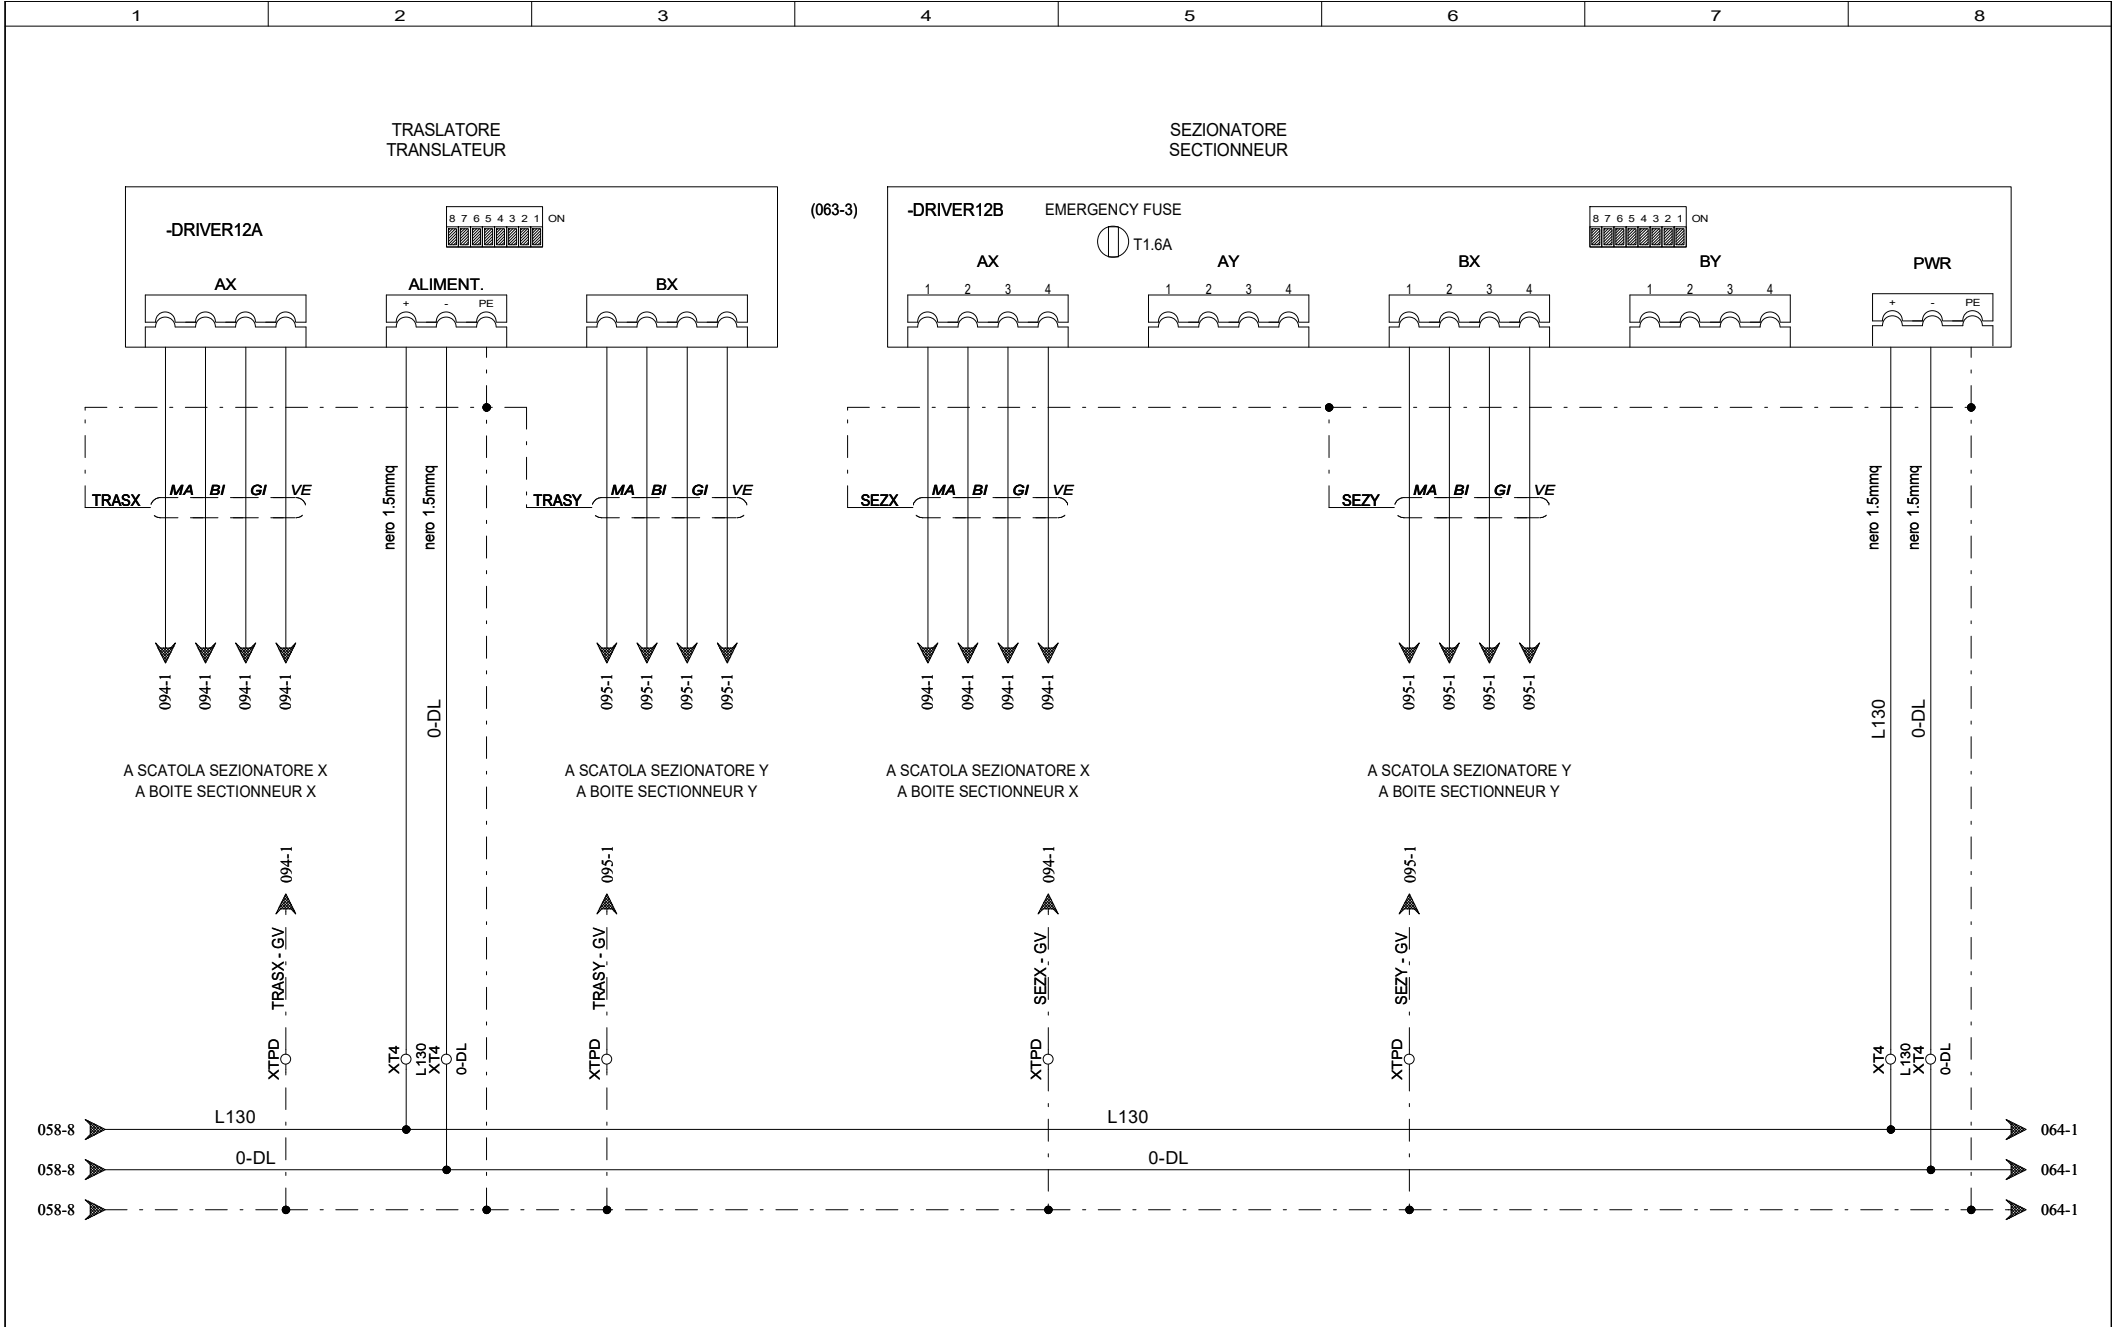 1 2 3 4 5 6 7 8
TRASLATORE
TRANSLATEUR
SEZIONATORE
SECTIONNEUR
-DRIVER12A
8 7 6 5 4 3 2 1 ON
(063-3)
-DRIVER12B
EMERGENCY FUSE
T1.6A
8 7 6 5 4 3 2 1 ON
AX
ALIMENT.
+ - PE
BX
AX
1 2 3 4
AY
1 2 3 4
BX
1 2 3 4
BY
1 2 3 4
PWR
+ - PE
TRASX MA BI GI VE
nero 1.5mmq
nero 1.5mmq
TRASY MA BI GI VE
SEZX MA BI GI VE
SEZY MA BI GI VE
nero 1.5mmq
nero 1.5mmq
094-1 094-1 094-1 094-1
0-DL
095-1 095-1 095-1 095-1
094-1 094-1 094-1 094-1
095-1 095-1 095-1 095-1
L130
0-DL
A SCATOLA SEZIONATORE X
A BOITE SECTIONNEUR X
A SCATOLA SEZIONATORE Y
A BOITE SECTIONNEUR Y
A SCATOLA SEZIONATORE X
A BOITE SECTIONNEUR X
A SCATOLA SEZIONATORE Y
A BOITE SECTIONNEUR Y
094-1
095-1
094-1
095-1
TRASX - GV
TRASY - GV
SEZX - GV
SEZY - GV
XTPD
XT4
L130
XT4
0-DL
XTPD
XTPD
XTPD
XT4
L130
XT4
0-DL
058-8 L130 L130 064-1
058-8 0-DL 0-DL 064-1
058-8 064-1